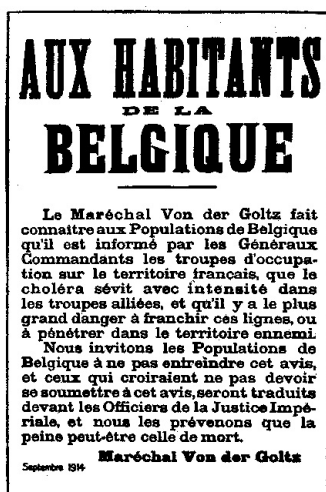 AUX HABITANTS
DE LA
BELGIQUE
Le Maréchal Von der Goltz fait
connaître aux Populations de Belgique
qu'il est informé par les Généraux
Commandants les troupes d'occupa-
tion sur le territoire français, que le
choléra sévit avec intensité dans
les troupes alliées, et qu'il y a le plus
grand danger à franchir ces lignes, ou
à pénétrer dans le territoire ennemi.
Nous invitons les Populations de
Belgique à ne pas enfreindre cet avis,
et ceux qui croiraient ne pas devoir
se soumettre à cet avis, seront traduits
devant les Officiers de la Justice Impé-
riale, et nous les prévenons que la
peine peut-être celle de mort.
Maréchal Von der Goltz
Septembre 1914